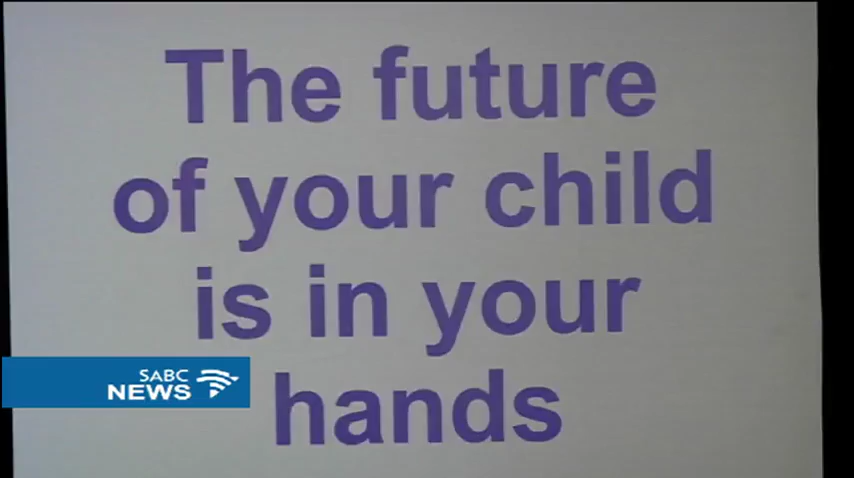 The future
of your child
is in your
hands
SABC
NEWS